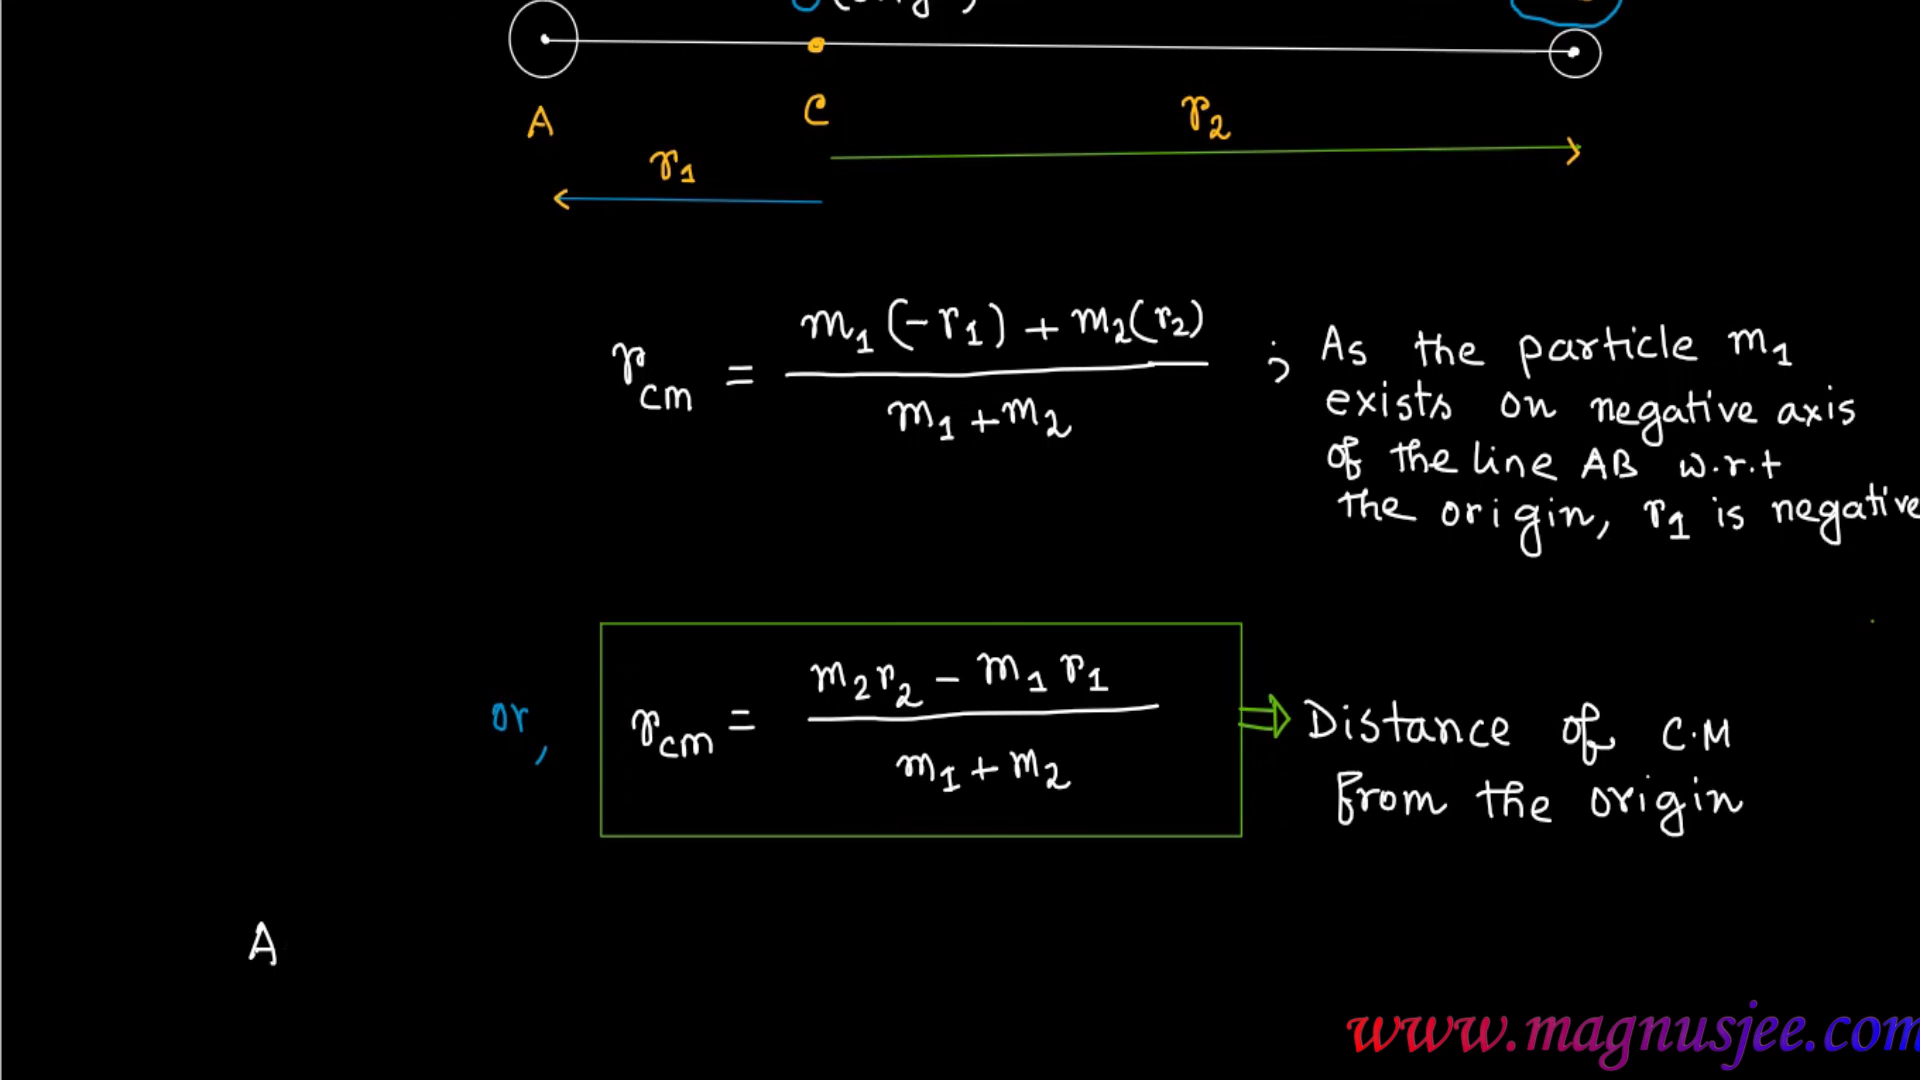 A
C
r₂
r₁
r_cm = (m₁(-r₁) + m₂(r₂)) / (m₁ + m₂) ; As the particle m₁
exists on negative axis
of the line AB w.r.t
the origin, r₁ is negative
or, r_cm = (m₂r₂ - m₁r₁) / (m₁ + m₂) ⇒ Distance of C.M
from the origin
A
www.magnusjee.com